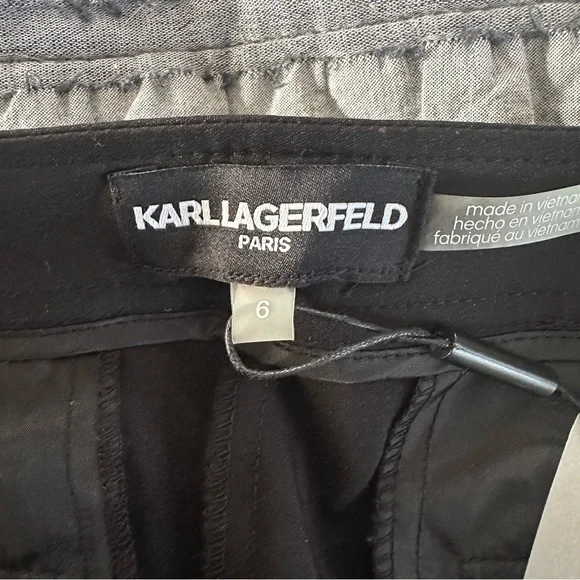 KARL LAGERFELD
PARIS
made in vietnam
hecho en vietnam
fabriqué au vietnam
6